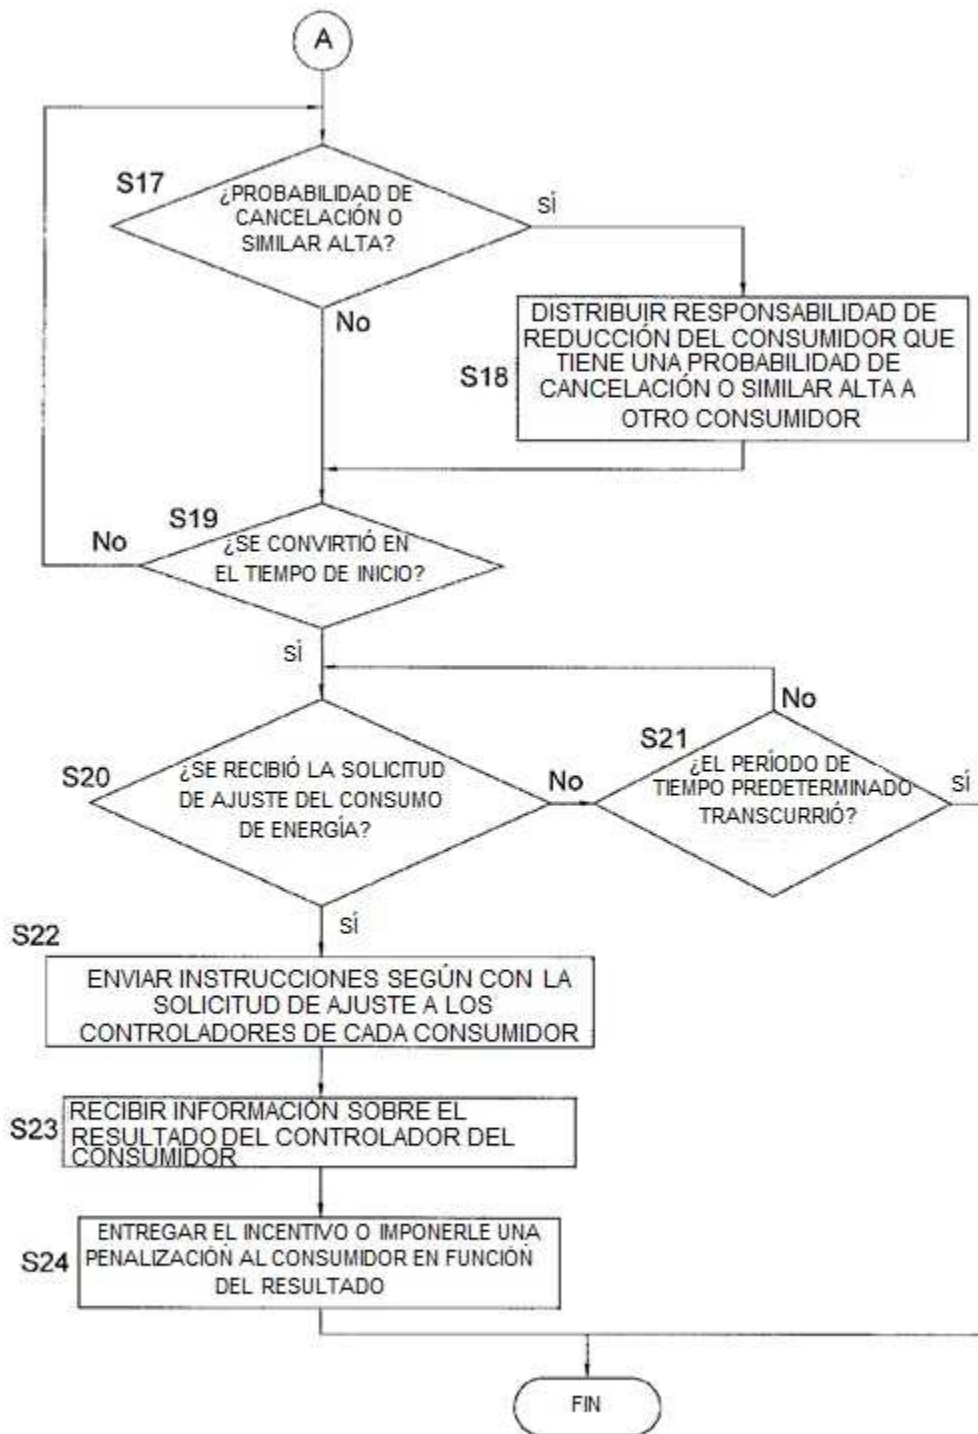 A
S17
¿PROBABILIDAD DE
CANCELACIÓN O
SIMILAR ALTA?
SÍ
No
S18
DISTRIBUIR RESPONSABILIDAD DE
REDUCCIÓN DEL CONSUMIDOR QUE
TIENE UNA PROBABILIDAD DE
CANCELACIÓN O SIMILAR ALTA A
OTRO CONSUMIDOR
S19
No
¿SE CONVIRTIÓ EN
EL TIEMPO DE INICIO?
SÍ
S20
¿SE RECIBIÓ LA SOLICITUD
DE AJUSTE DEL CONSUMO
DE ENERGÍA?
No
S21
No
¿EL PERÍODO DE
TIEMPO PREDETERMINADO
TRANSCURRIÓ?
SÍ
SÍ
S22
ENVIAR INSTRUCCIONES SEGÚN CON LA
SOLICITUD DE AJUSTE A LOS
CONTROLADORES DE CADA CONSUMIDOR
S23
RECIBIR INFORMACIÓN SOBRE EL
RESULTADO DEL CONTROLADOR DEL
CONSUMIDOR
S24
ENTREGAR EL INCENTIVO O IMPONERLE UNA
PENALIZACIÓN AL CONSUMIDOR EN FUNCIÓN
DEL RESULTADO
FIN